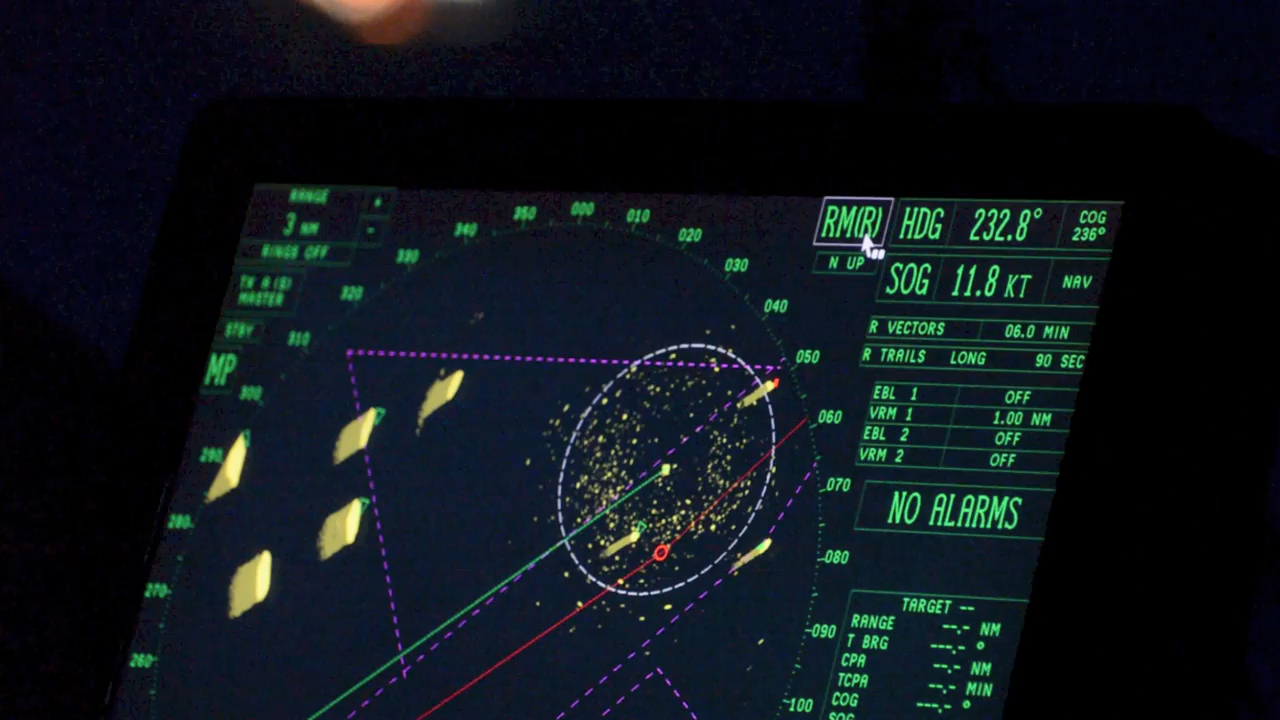 RANGE
+
3 NM
-
RINGS OFF
MASTER
STBY
MP
350
000
010
340
020
330
030
320
040
310
050
300
060
290
070
280
080
270
090
260
100
RM(R)
HDG
232.8°
COG
236°
N UP
SOG
11.8 KT
NAV
R VECTORS
06.0 MIN
R TRAILS
LONG
90 SEC
EBL 1
OFF
VRM 1
1.00 NM
EBL 2
OFF
VRM 2
OFF
NO ALARMS
TARGET --
RANGE
--.- NM
T BRG
---.- °
CPA
--.- NM
TCPA
--.- MIN
COG
---.- °
SOG